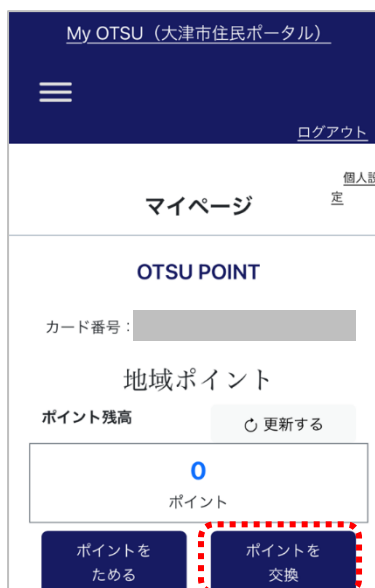 My OTSU（大津市住民ポータル）
ログアウト
個人設
定
マイページ
OTSU POINT
カード番号：
地域ポイント
ポイント残高
更新する
0
ポイント
ポイントを
ためる
ポイントを
交換